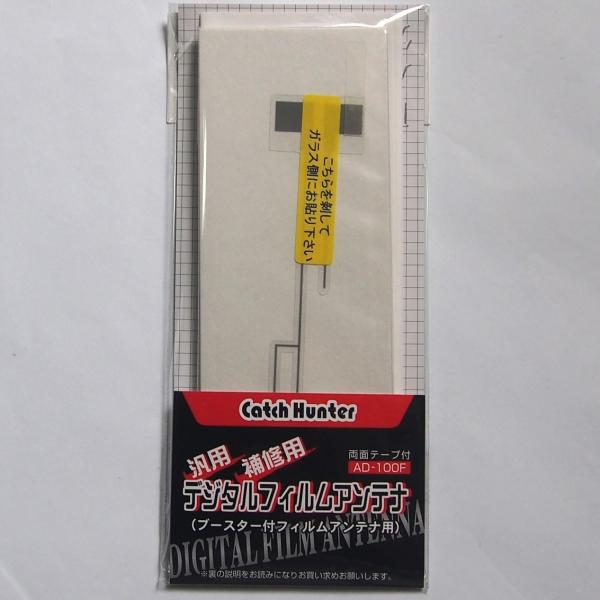 こちらを剥して
ガラス側にお貼り下さい
Catch Hunter
汎用 補修用
両面テープ付
AD-100F
デジタルフィルムアンテナ
(ブースター付フィルムアンテナ用)
DIGITAL FILM ANTENNA
※裏の説明をお読みになりお買い求めお願いします。